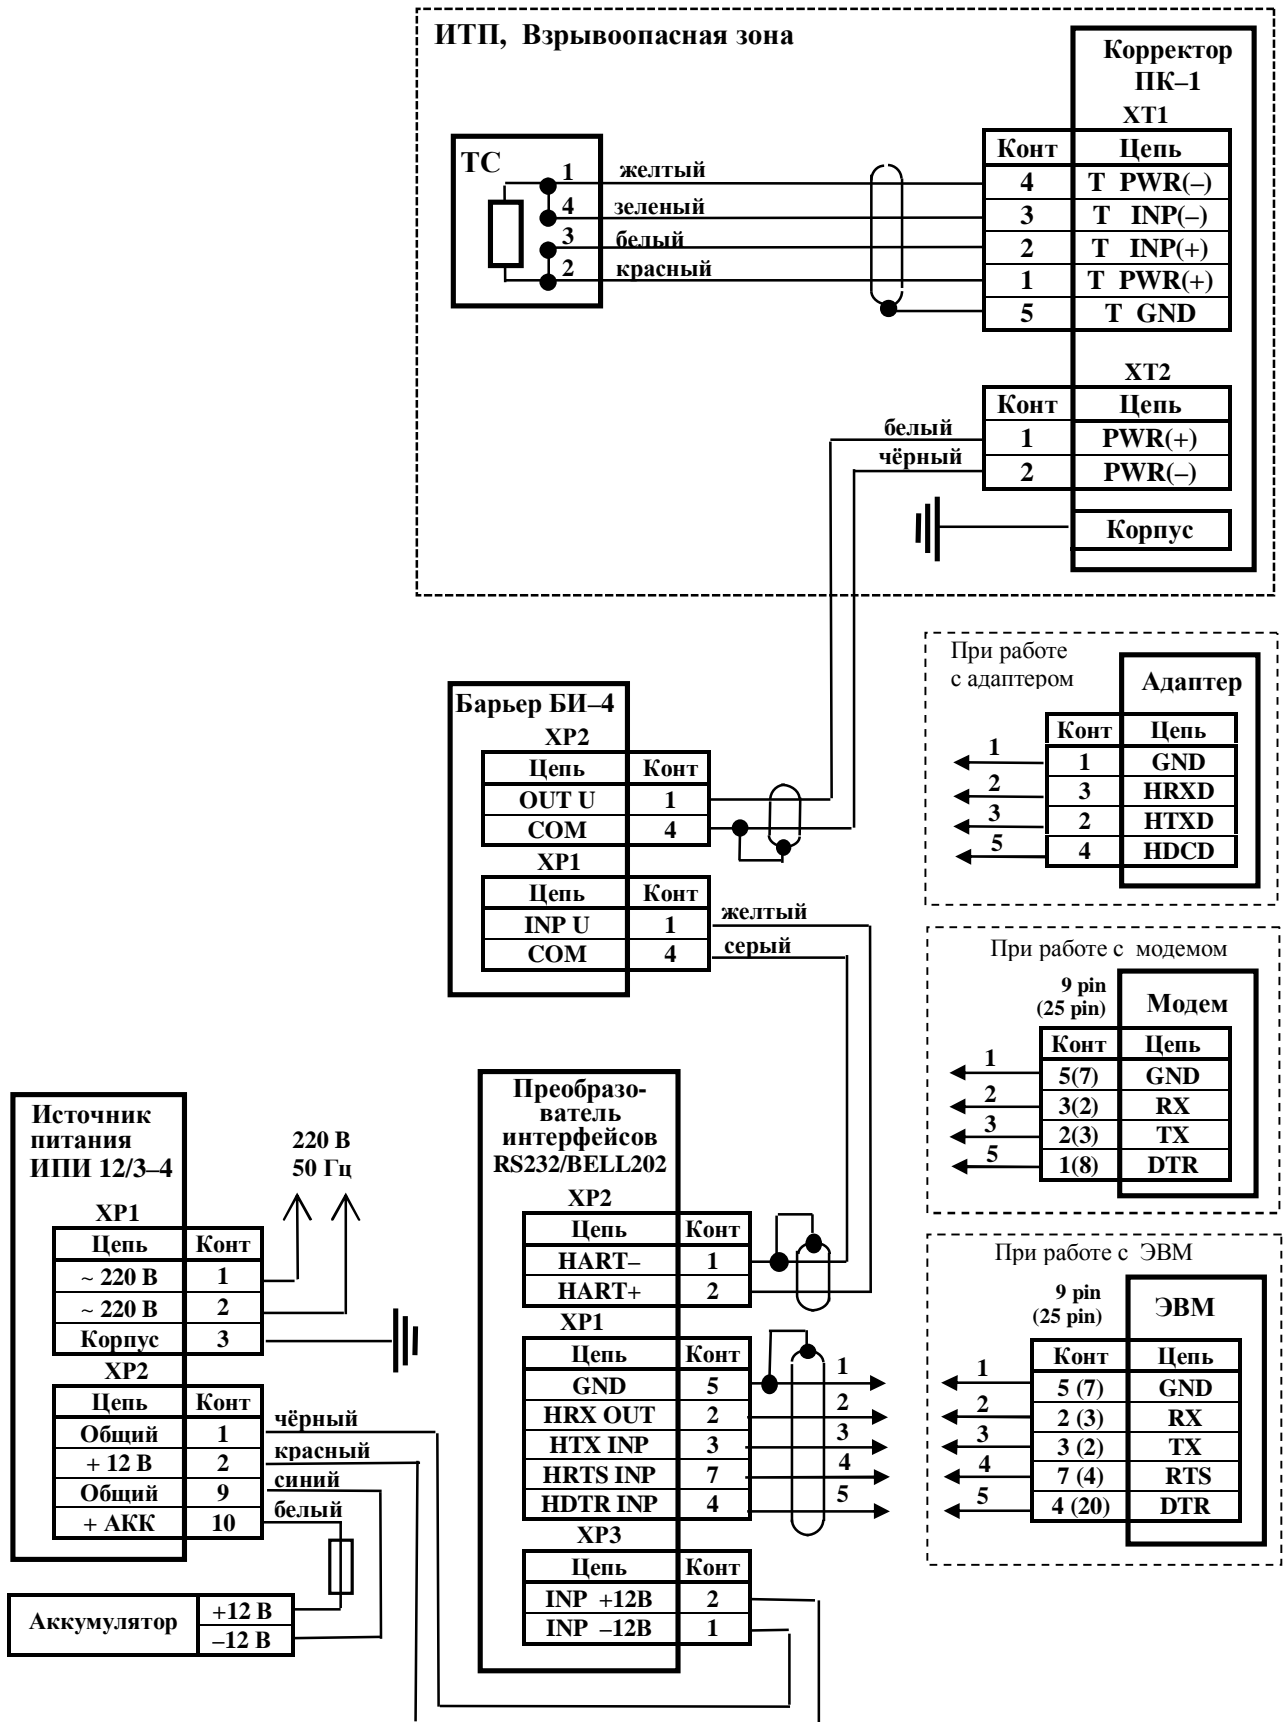 ИТП, Взрывоопасная зона
Корректор
ПК–1
XT1
Конт Цепь
4 T PWR(–)
3 T INP(–)
2 T INP(+)
1 T PWR(+)
5 T GND
ТС
1 желтый
4 зеленый
3 белый
2 красный
XT2
Конт Цепь
1 PWR(+)
2 PWR(–)
белый
чёрный
Корпус
При работе
с адаптером
Адаптер
Конт Цепь
1 1 GND
2 3 HRXD
3 2 HTXD
5 4 HDCD
Барьер БИ–4
XP2
Цепь Конт
OUT U 1
COM 4
XP1
Цепь Конт
INP U 1
COM 4
желтый
серый
При работе с модемом
9 pin
(25 pin)
Модем
Конт Цепь
1 5(7) GND
2 3(2) RX
3 2(3) TX
5 1(8) DTR
Источник
питания
ИПИ 12/3–4
220 В
50 Гц
XP1
Цепь Конт
~ 220 В 1
~ 220 В 2
Корпус 3
XP2
Цепь Конт
Общий 1 чёрный
+ 12 В 2 красный
Общий 9 синий
+ АКК 10 белый
Аккумулятор
+12 В
–12 В
Преобразо-
ватель
интерфейсов
RS232/BELL202
XP2
Цепь Конт
HART– 1
HART+ 2
XP1
Цепь Конт
GND 5 1
HRX OUT 2 2
HTX INP 3 3
HRTS INP 7 4
HDTR INP 4 5
XP3
Цепь Конт
INP +12В 2
INP –12В 1
При работе с ЭВМ
9 pin
(25 pin)
ЭВМ
Конт Цепь
1 5 (7) GND
2 2 (3) RX
3 3 (2) TX
4 7 (4) RTS
5 4 (20) DTR